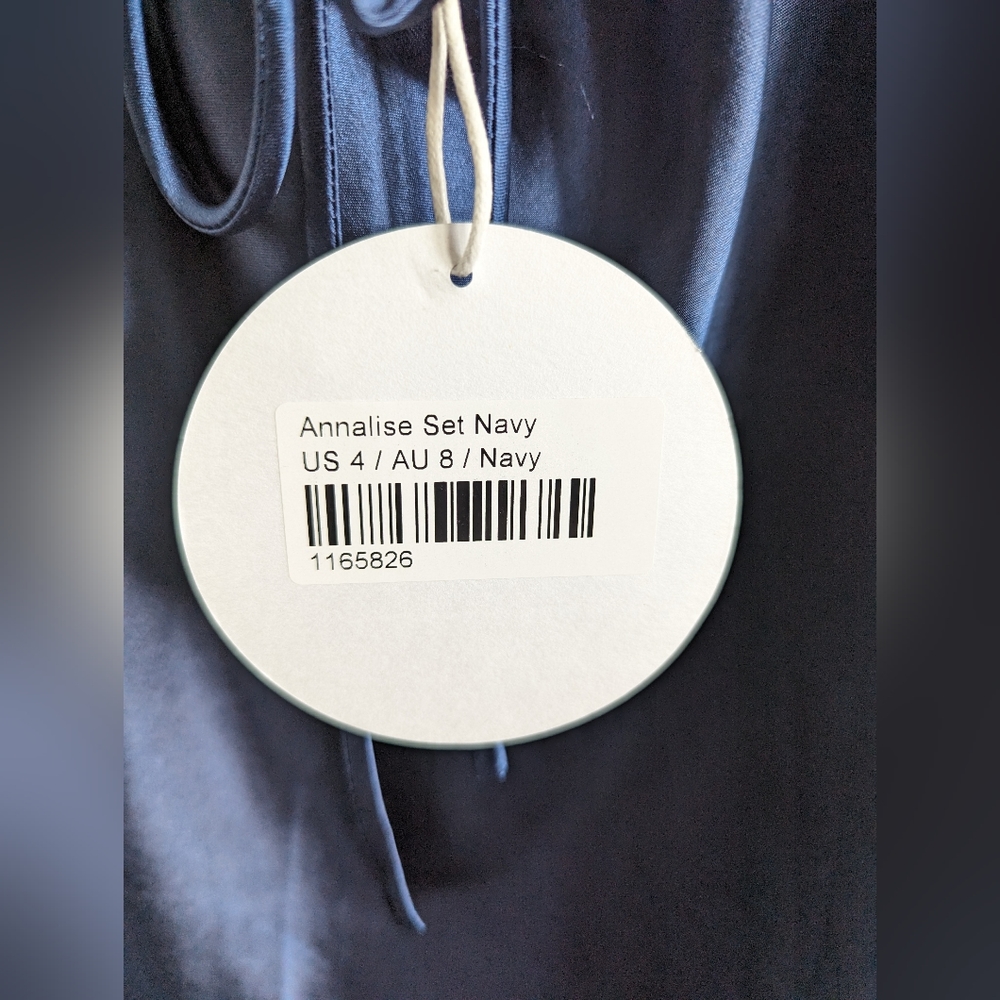 Annalise Set Navy
US 4 / AU 8 / Navy
1165826